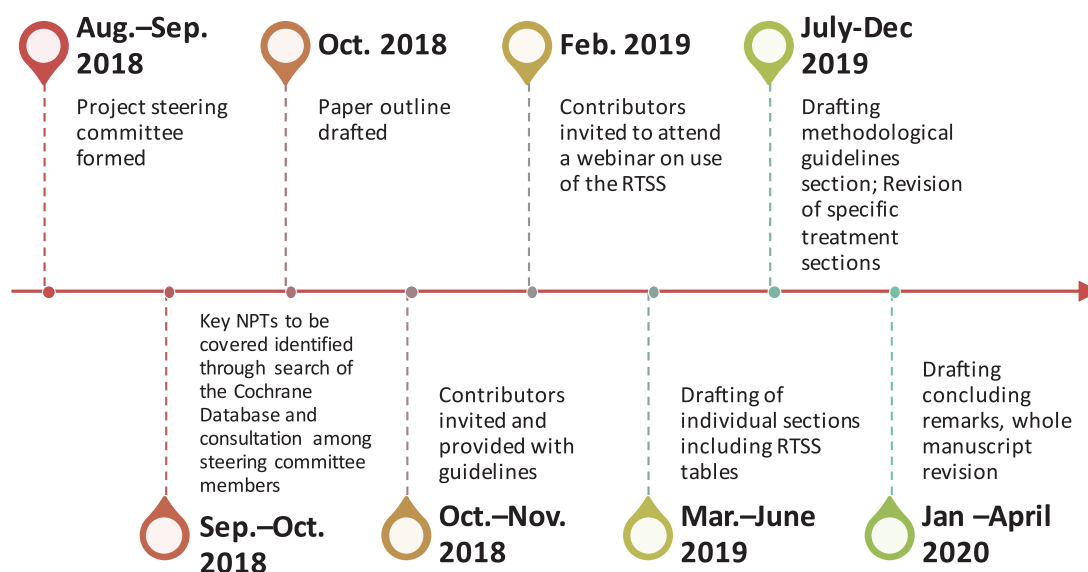 Aug.–Sep.
2018
Project steering
committee
formed
Oct. 2018
Paper outline
drafted
Feb. 2019
Contributors
invited to attend
a webinar on use
of the RTSS
July-Dec
2019
Drafting
methodological
guidelines
section; Revision
of specific
treatment
sections
Key NPTs to be
covered identified
through search of
the Cochrane
Database and
consultation among
steering committee
members
Sep.–Oct.
2018
Contributors
invited and
provided with
guidelines
Oct.–Nov.
2018
Drafting of
individual sections
including RTSS
tables
Mar.–June
2019
Drafting
concluding
remarks, whole
manuscript
revision
Jan –April
2020